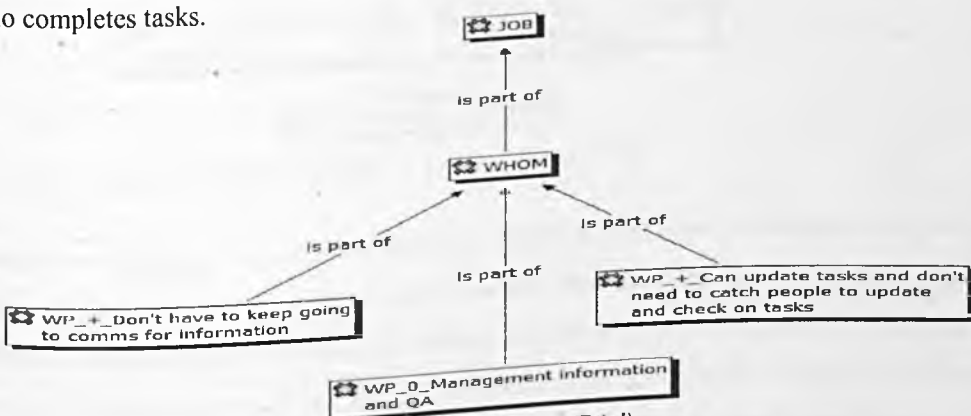 o completes tasks.
JOB
is part of
WHOM
is part of
is part of
is part of
WP_+_Don't have to keep going
to comms for information
WP_+_Can update tasks and don't
need to catch people to update
and check on tasks
WP_0_Management information
and QA